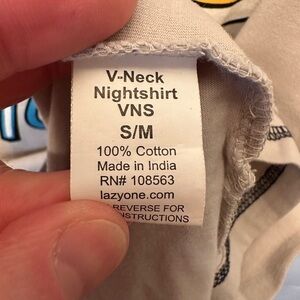 V-Neck
Nightshirt
VNS
S/M
100% Cotton
Made in India
RN# 108563
lazyone.com
REVERSE FOR
INSTRUCTIONS